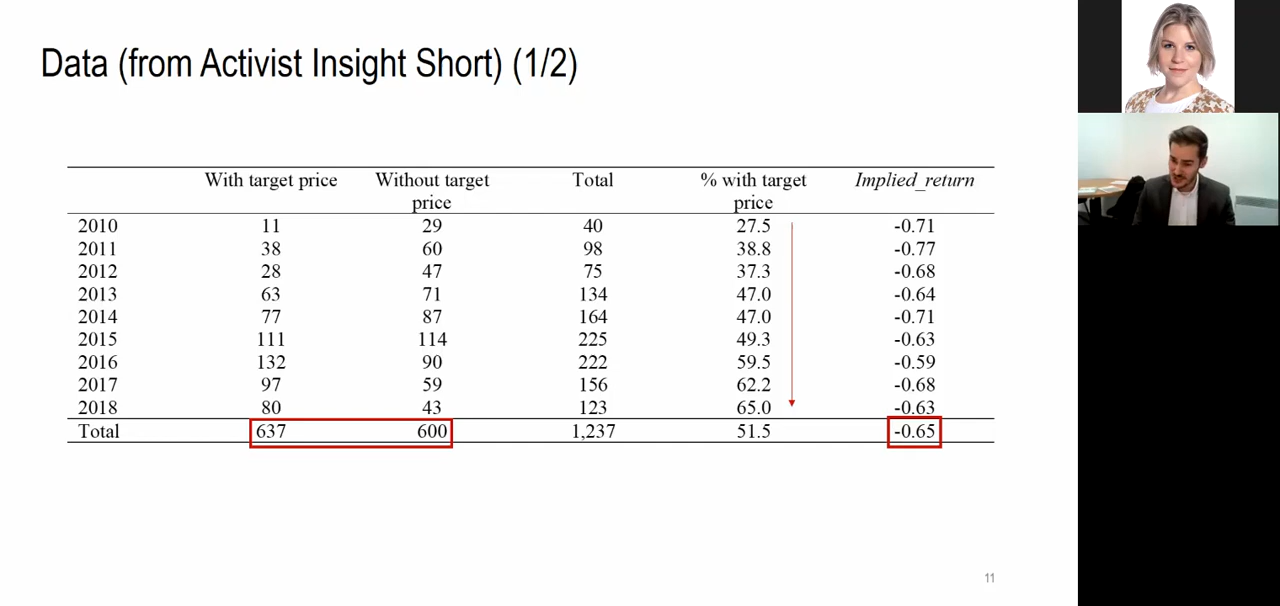 Data (from Activist Insight Short) (1/2)
With target price Without target price Total % with target price Implied_return
2010 11 29 40 27.5 -0.71
2011 38 60 98 38.8 -0.77
2012 28 47 75 37.3 -0.68
2013 63 71 134 47.0 -0.64
2014 77 87 164 47.0 -0.71
2015 111 114 225 49.3 -0.63
2016 132 90 222 59.5 -0.59
2017 97 59 156 62.2 -0.68
2018 80 43 123 65.0 -0.63
Total 637 600 1,237 51.5 -0.65
11